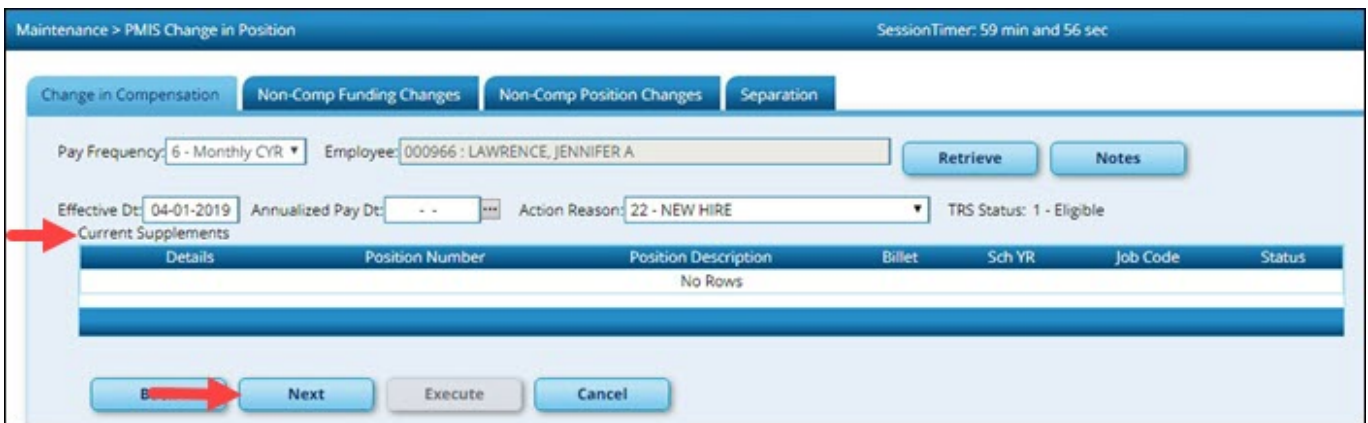 Maintenance > PMIS Change in Position SessionTimer: 59 min and 56 sec
Change in Compensation Non-Comp Funding Changes Non-Comp Position Changes Separation
Pay Frequency: 6 - Monthly CYR Employee: 000966 : LAWRENCE, JENNIFER A Retrieve Notes
Effective Dt: 04-01-2019 Annualized Pay Dt: - - ... Action Reason: 22 - NEW HIRE TRS Status: 1 - Eligible
Current Supplements
Details Position Number Position Description Billet Sch YR Job Code Status
No Rows
Next Execute Cancel